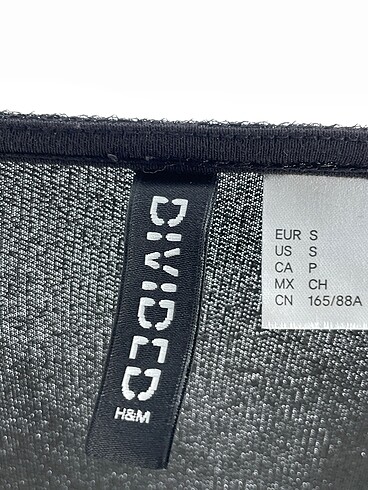 DIVIDED
H&M
EUR S
US S
CA P
MX CH
CN 165/88A